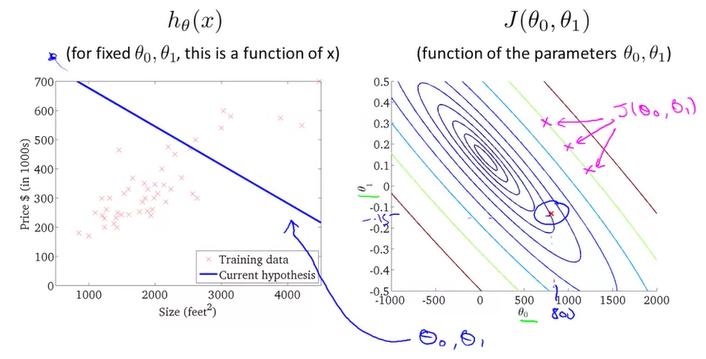 hθ(x)
(for fixed θ0, θ1, this is a function of x)
Price $ (in 1000s)
700
600
500
400
300
200
100
0
1000
2000
3000
4000
Size (feet²)
Training data
Current hypothesis
θ0, θ1
J(θ0, θ1)
(function of the parameters θ0, θ1)
θ1
0.5
0.4
0.3
0.2
0.1
0
-0.1
-0.2
-0.3
-0.4
-0.5
-.15
-1000
-500
0
500
1000
1500
2000
θ0
800
J(θ0, θ1)